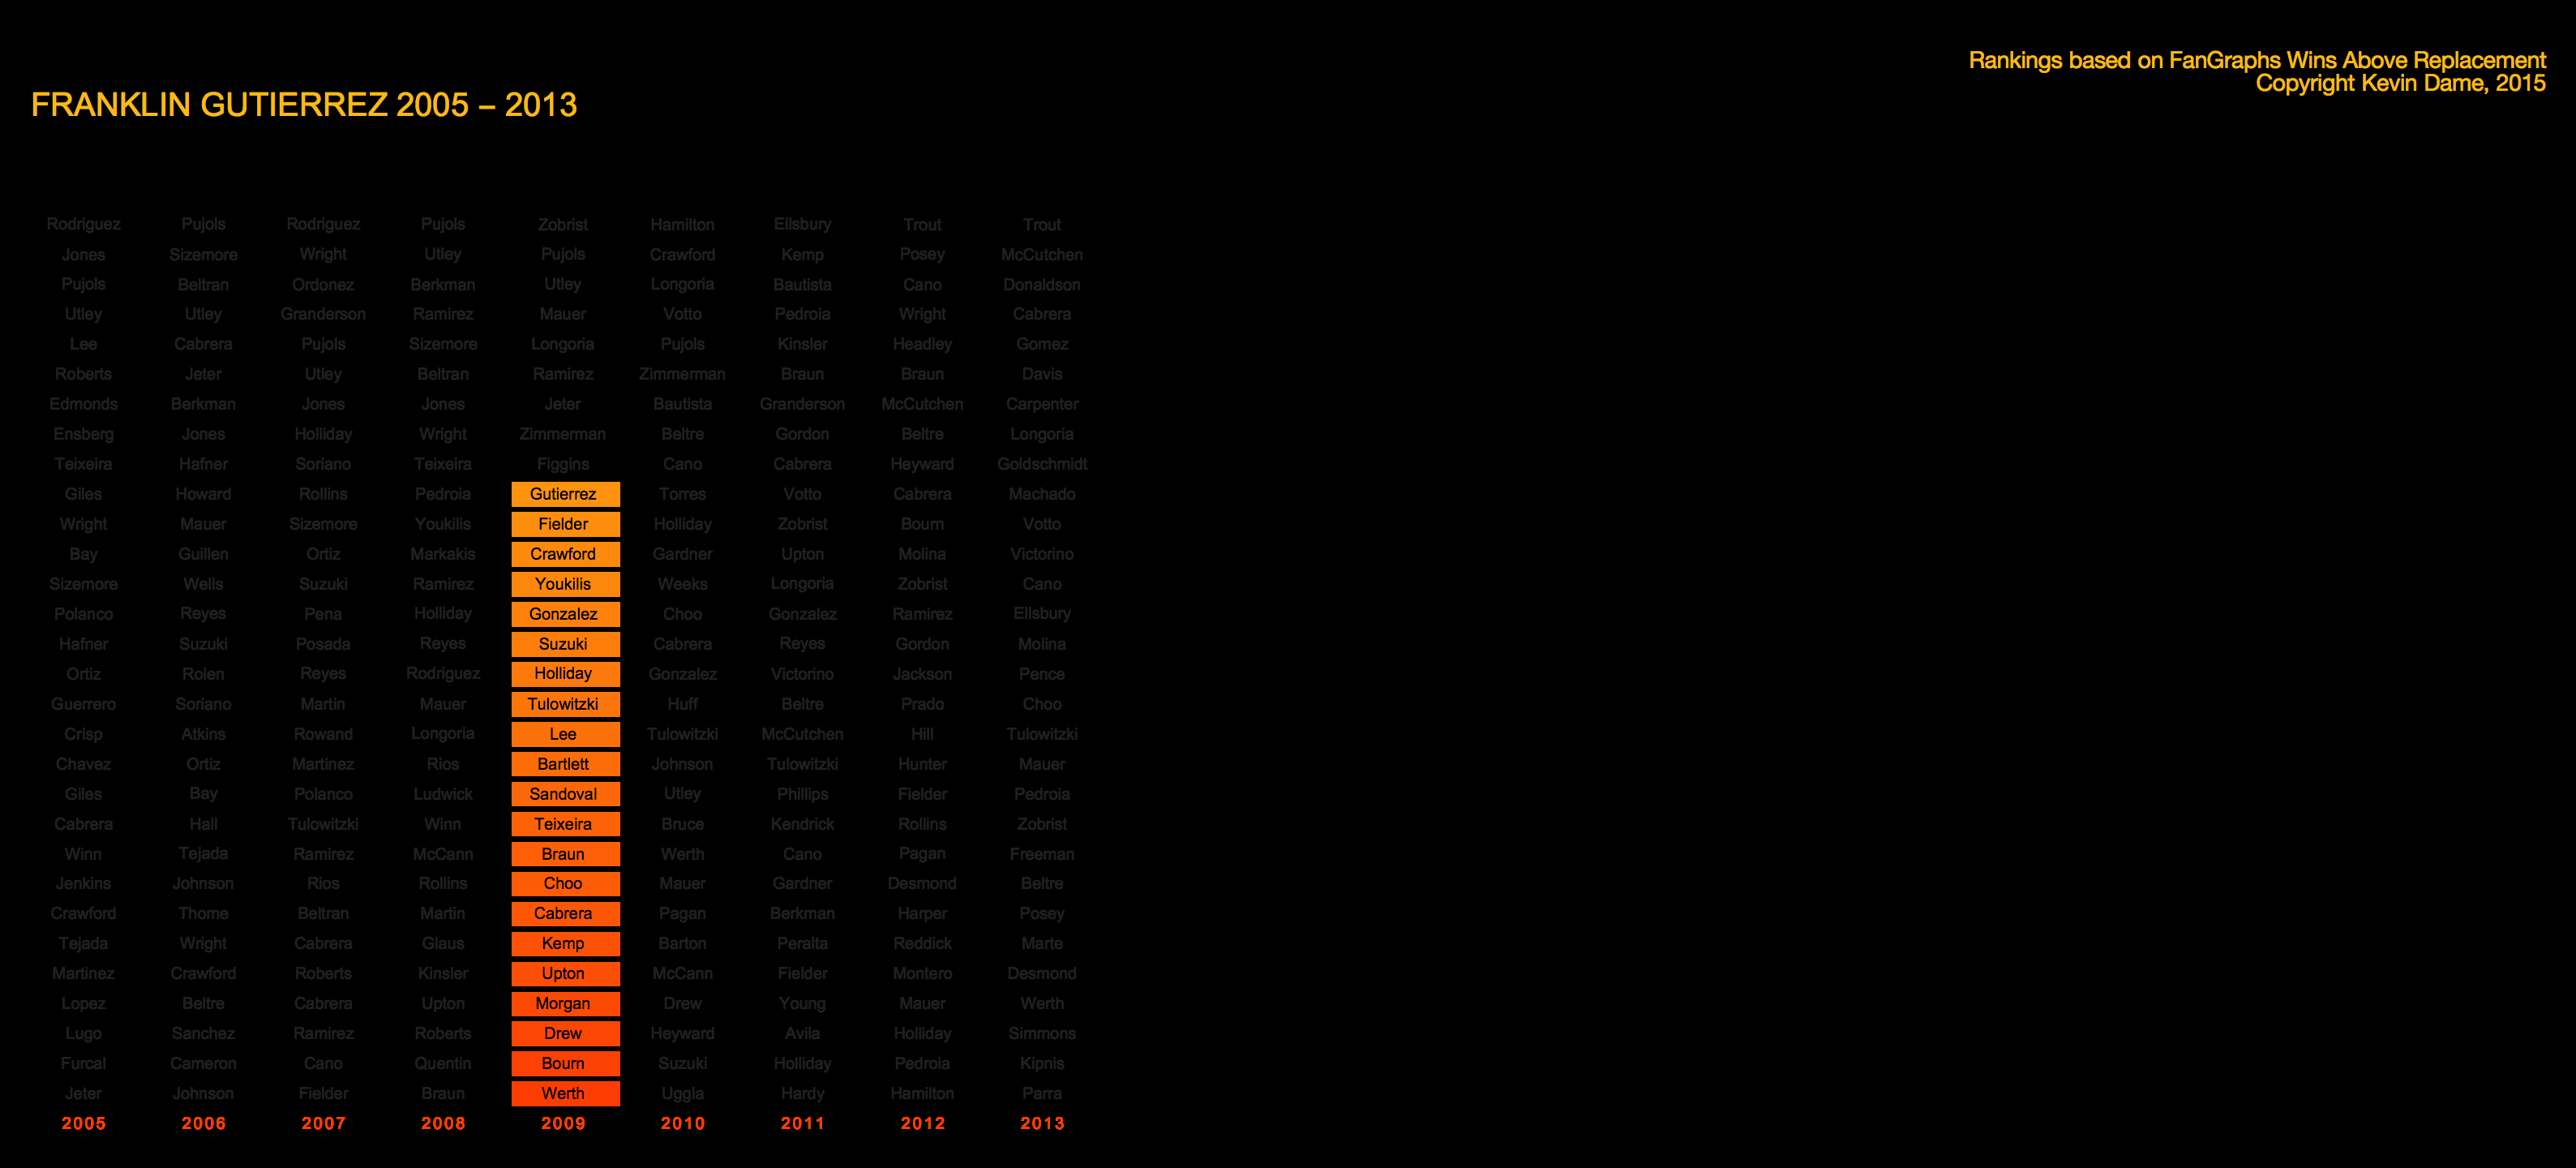 Rankings based on FanGraphs Wins Above Replacement
Copyright Kevin Dame, 2015
FRANKLIN GUTIERREZ 2005 – 2013
Rodriguez Pujols Rodriguez Pujols Zobrist Hamilton Ellsbury Trout Trout
Jones Sizemore Wright Utley Pujols Crawford Kemp Posey McCutchen
Pujols Beltran Ordonez Berkman Utley Longoria Bautista Cano Donaldson
Utley Utley Granderson Ramirez Mauer Votto Pedroia Wright Cabrera
Lee Cabrera Pujols Sizemore Longoria Pujols Kinsler Headley Gomez
Roberts Jeter Utley Beltran Ramirez Zimmerman Braun Braun Davis
Edmonds Berkman Jones Jones Jeter Bautista Granderson McCutchen Carpenter
Ensberg Jones Holliday Wright Zimmerman Beltre Gordon Beltre Longoria
Teixeira Hafner Soriano Teixeira Figgins Cano Cabrera Heyward Goldschmidt
Giles Howard Rollins Pedroia Gutierrez Torres Votto Cabrera Machado
Wright Mauer Sizemore Youkilis Fielder Holliday Zobrist Bourn Votto
Bay Guillen Ortiz Markakis Crawford Gardner Upton Molina Victorino
Sizemore Wells Suzuki Ramirez Youkilis Weeks Longoria Zobrist Cano
Polanco Reyes Pena Holliday Gonzalez Choo Gonzalez Ramirez Ellsbury
Hafner Suzuki Posada Reyes Suzuki Cabrera Reyes Gordon Molina
Ortiz Rolen Reyes Rodriguez Holliday Gonzalez Victorino Jackson Pence
Guerrero Soriano Martin Mauer Tulowitzki Huff Beltre Prado Choo
Crisp Atkins Rowand Longoria Lee Tulowitzki McCutchen Hill Tulowitzki
Chavez Ortiz Martinez Rios Bartlett Johnson Tulowitzki Hunter Mauer
Giles Bay Polanco Ludwick Sandoval Utley Phillips Fielder Pedroia
Cabrera Hall Tulowitzki Winn Teixeira Bruce Kendrick Rollins Zobrist
Winn Tejada Ramirez McCann Braun Werth Cano Pagan Freeman
Jenkins Johnson Rios Rollins Choo Mauer Gardner Desmond Beltre
Crawford Thome Beltran Martin Cabrera Pagan Berkman Harper Posey
Tejada Wright Cabrera Glaus Kemp Barton Peralta Reddick Marte
Martinez Crawford Roberts Kinsler Upton McCann Fielder Montero Desmond
Lopez Beltre Cabrera Upton Morgan Drew Young Mauer Werth
Lugo Sanchez Ramirez Roberts Drew Heyward Avila Holliday Simmons
Furcal Cameron Cano Quentin Bourn Suzuki Holliday Pedroia Kipnis
Jeter Johnson Fielder Braun Werth Uggla Hardy Hamilton Parra
2005 2006 2007 2008 2009 2010 2011 2012 2013